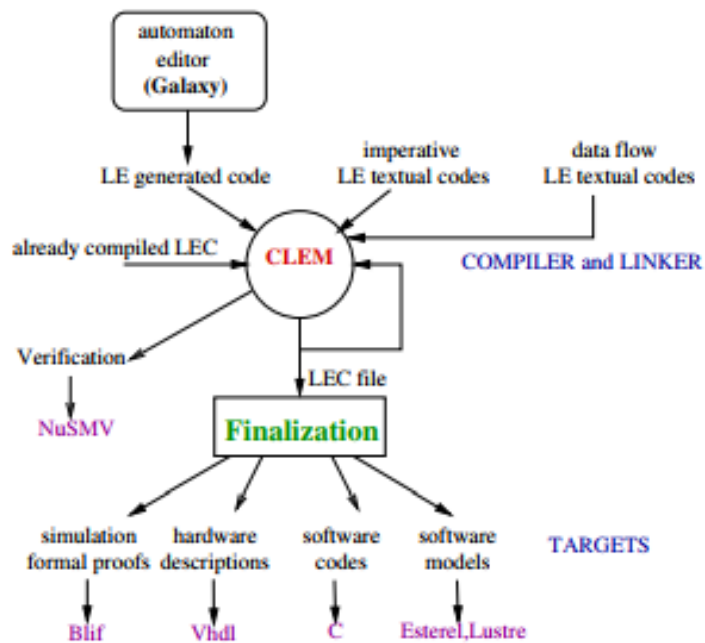 automaton
editor
(Galaxy)
LE generated code
imperative
LE textual codes
data flow
LE textual codes
already compiled LEC
CLEM
COMPILER and LINKER
Verification
LEC file
NuSMV
Finalization
simulation
formal proofs
hardware
descriptions
software
codes
software
models
TARGETS
Blif
Vhdl
C
Esterel,Lustre